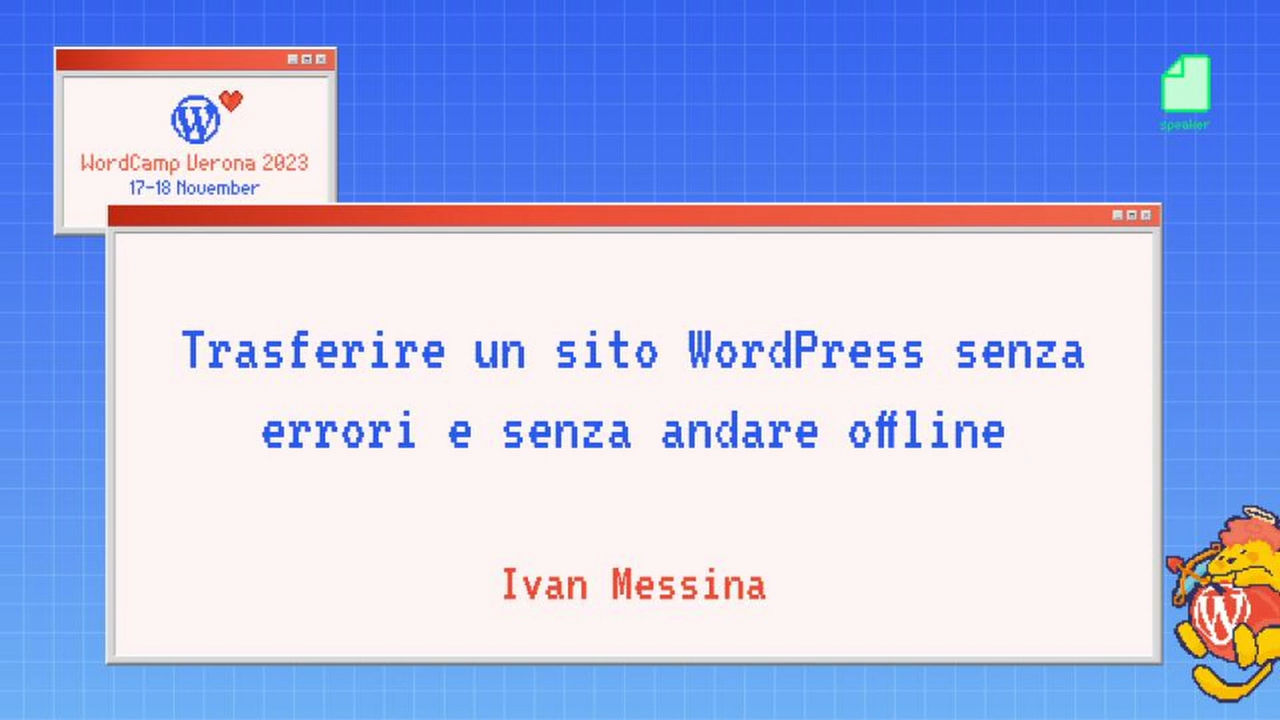 WordCamp Verona 2023
17-18 November
speaker
Trasferire un sito WordPress senza
errori e senza andare offline
Ivan Messina